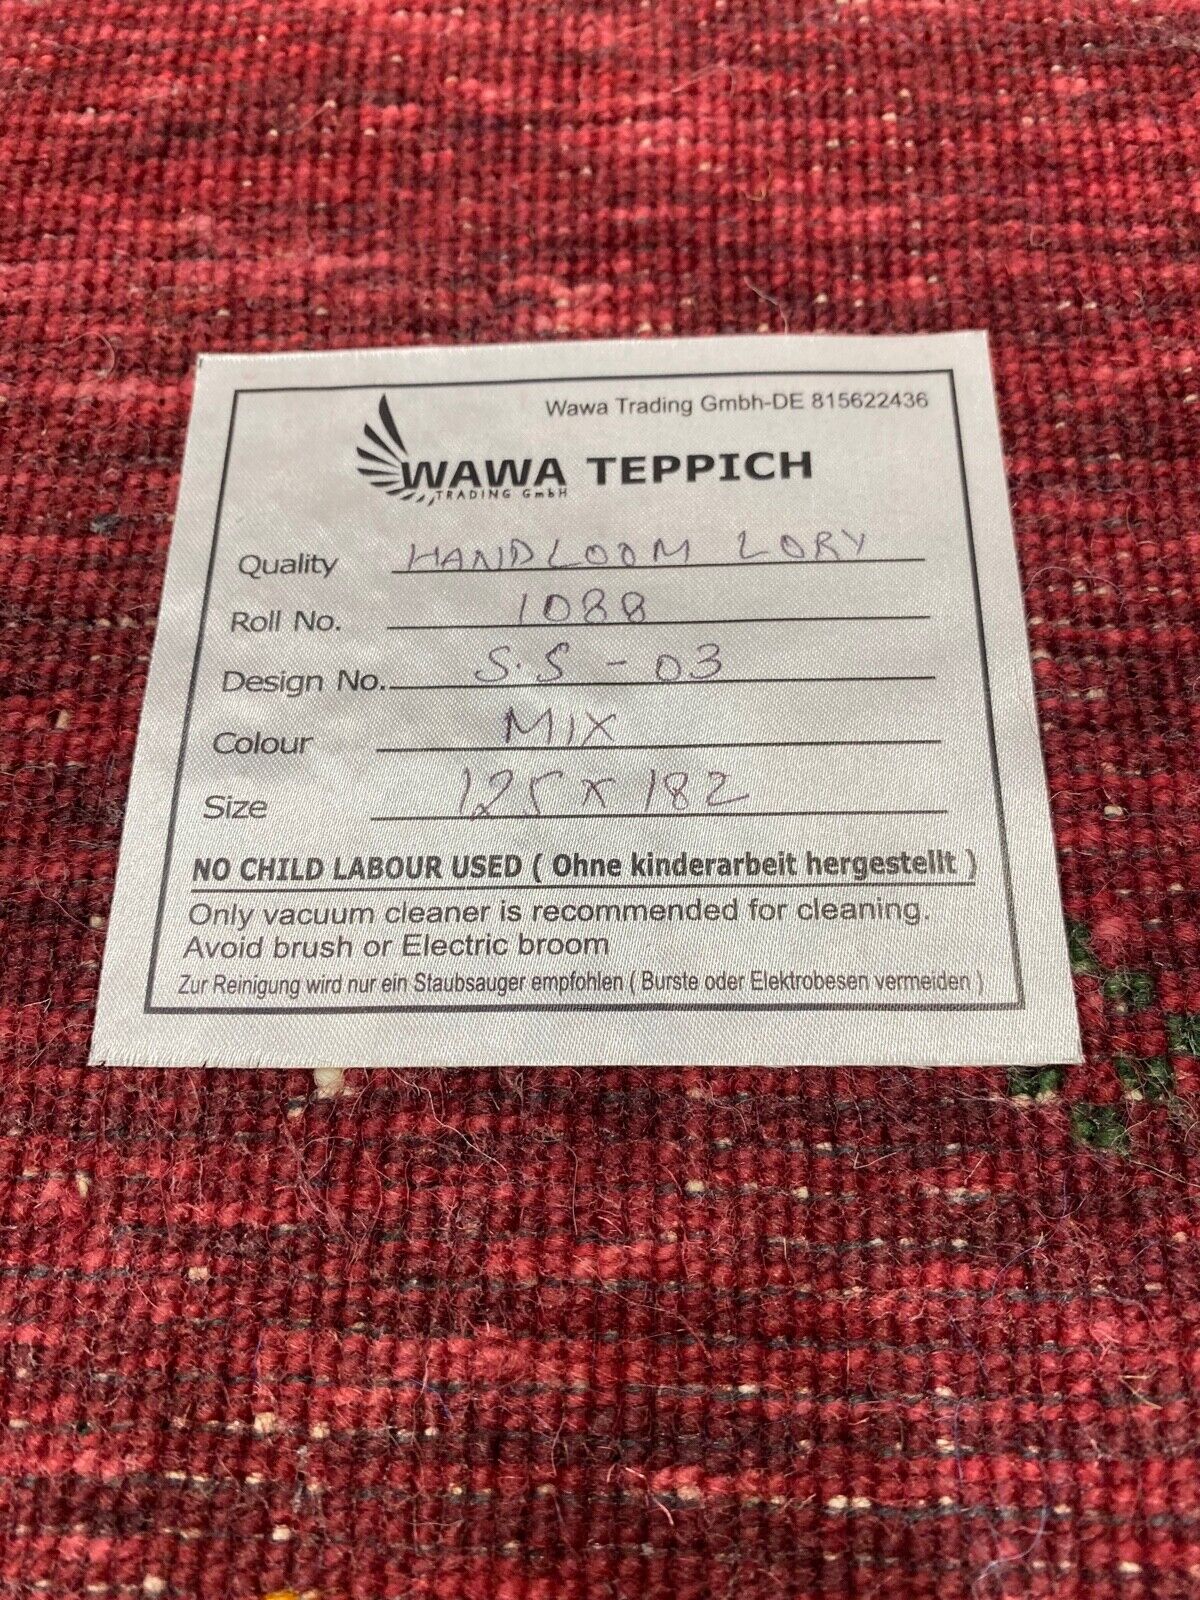 Wawa Trading Gmbh-DE 815622436
WAWA TEPPICH
TRADING GmbH
Quality HANDLOOM LORY
Roll No. 1088
Design No. S.S - 03
Colour MIX
Size 125 x 182
NO CHILD LABOUR USED ( Ohne kinderarbeit hergestellt )
Only vacuum cleaner is recommended for cleaning.
Avoid brush or Electric broom
Zur Reinigung wird nur ein Staubsauger empfohlen ( Burste oder Elektrobesen vermeiden )